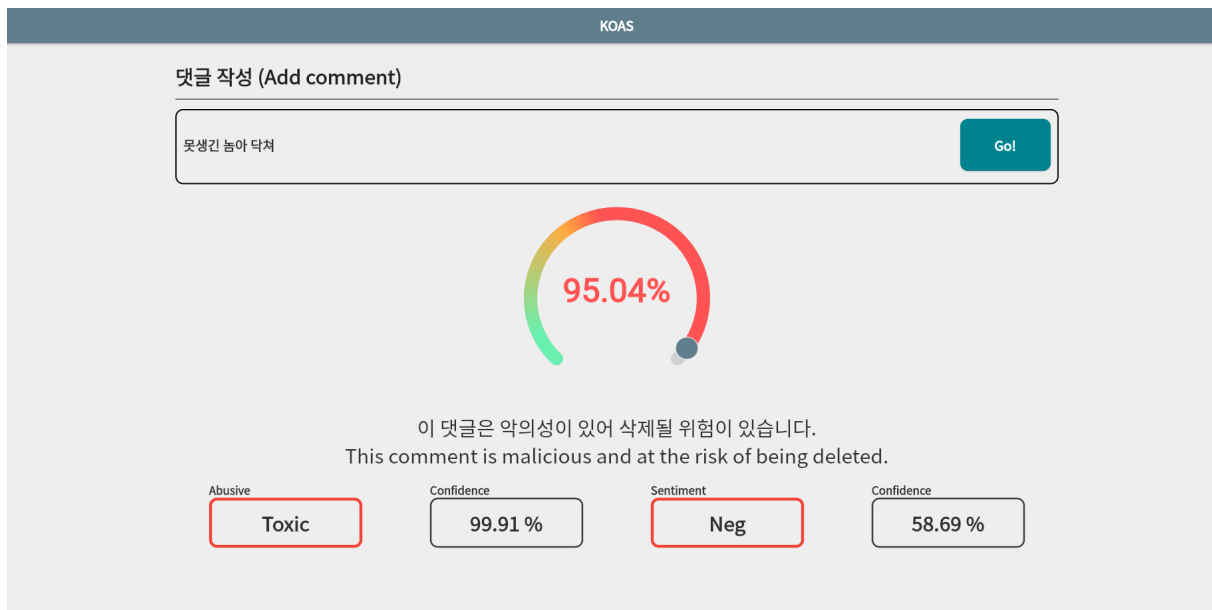 KOAS
댓글 작성 (Add comment)
못생긴 놈아 닥쳐
Go!
95.04%
이 댓글은 악의성이 있어 삭제될 위험이 있습니다.
This comment is malicious and at the risk of being deleted.
Abusive Confidence Sentiment Confidence
Toxic 99.91 % Neg 58.69 %